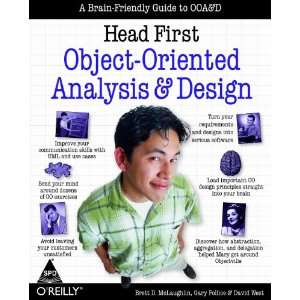 A Brain-Friendly Guide to OOA&D
Head First
Object-Oriented
Analysis & Design
Improve your
communication skills with
UML and use cases
Turn your
requirements
and designs into
serious software
Bend your
mind around
dozens of
OO exercises
Load important OO
design principles straight
into your brain
Avoid leaving
your customers
unsatisfied
Discover how abstraction,
aggregation, and delegation
helped Mary get around
Objectville
SPD
O'REILLY®
Brett D. McLaughlin, Gary Pollice & David West